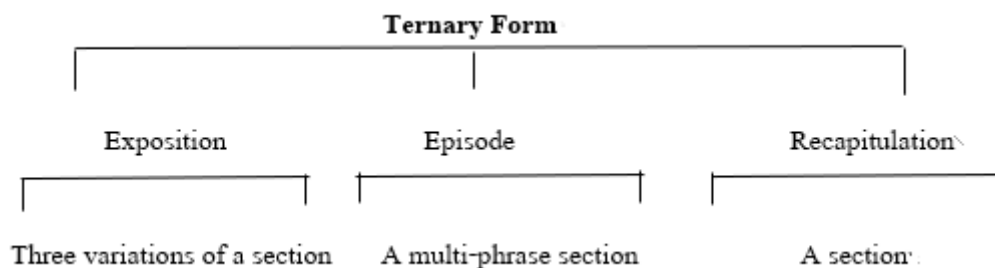 Ternary Form
Exposition Episode Recapitulation
Three variations of a section A multi-phrase section A section